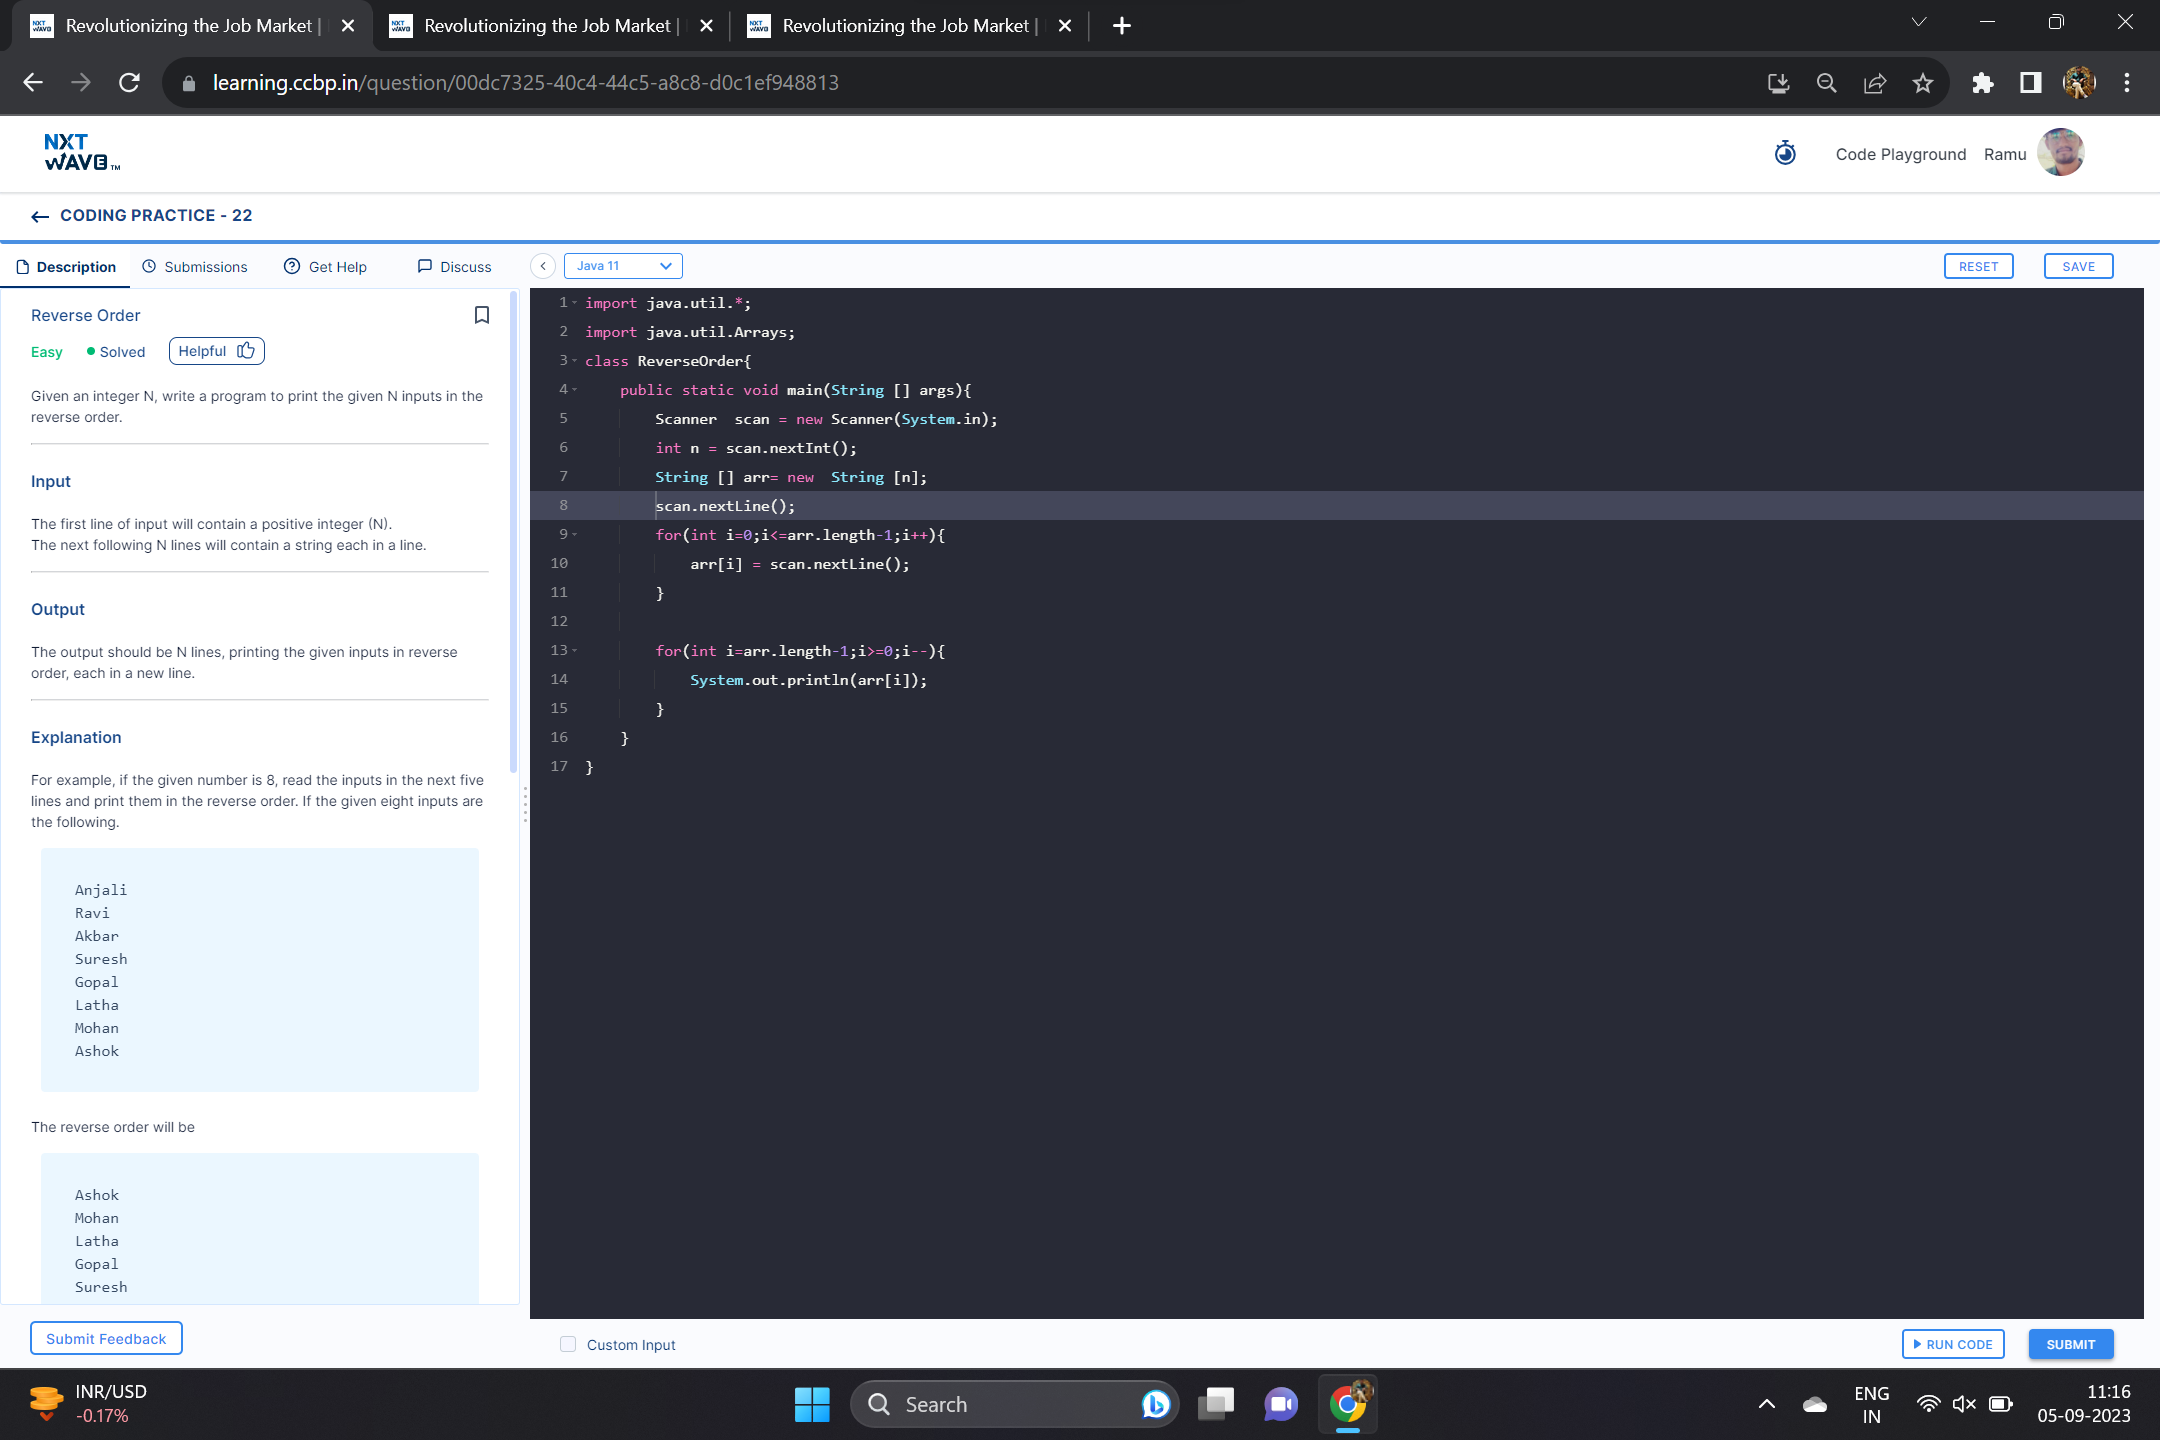 Revolutionizing the Job Market |
Revolutionizing the Job Market |
Revolutionizing the Job Market |
learning.ccbp.in/question/00dc7325-40c4-44c5-a8c8-d0c1ef948813
NXT
WAVE™
Code Playground
Ramu
CODING PRACTICE - 22
Description
Submissions
Get Help
Discuss
Java 11
RESET
SAVE
Reverse Order
Easy
Solved
Helpful
Given an integer N, write a program to print the given N inputs in the
reverse order.
Input
The first line of input will contain a positive integer (N).
The next following N lines will contain a string each in a line.
Output
The output should be N lines, printing the given inputs in reverse
order, each in a new line.
Explanation
For example, if the given number is 8, read the inputs in the next five
lines and print them in the reverse order. If the given eight inputs are
the following.
Anjali
Ravi
Akbar
Suresh
Gopal
Latha
Mohan
Ashok
The reverse order will be
Ashok
Mohan
Latha
Gopal
Suresh
Submit Feedback
1 import java.util.*;
2 import java.util.Arrays;
3 class ReverseOrder{
4     public static void main(String [] args){
5         Scanner  scan = new Scanner(System.in);
6         int n = scan.nextInt();
7         String [] arr= new  String [n];
8         scan.nextLine();
9         for(int i=0;i<=arr.length-1;i++){
10             arr[i] = scan.nextLine();
11         }
12
13         for(int i=arr.length-1;i>=0;i--){
14             System.out.println(arr[i]);
15         }
16     }
17 }
Custom Input
RUN CODE
SUBMIT
INR/USD
-0.17%
Search
ENG
IN
11:16
05-09-2023